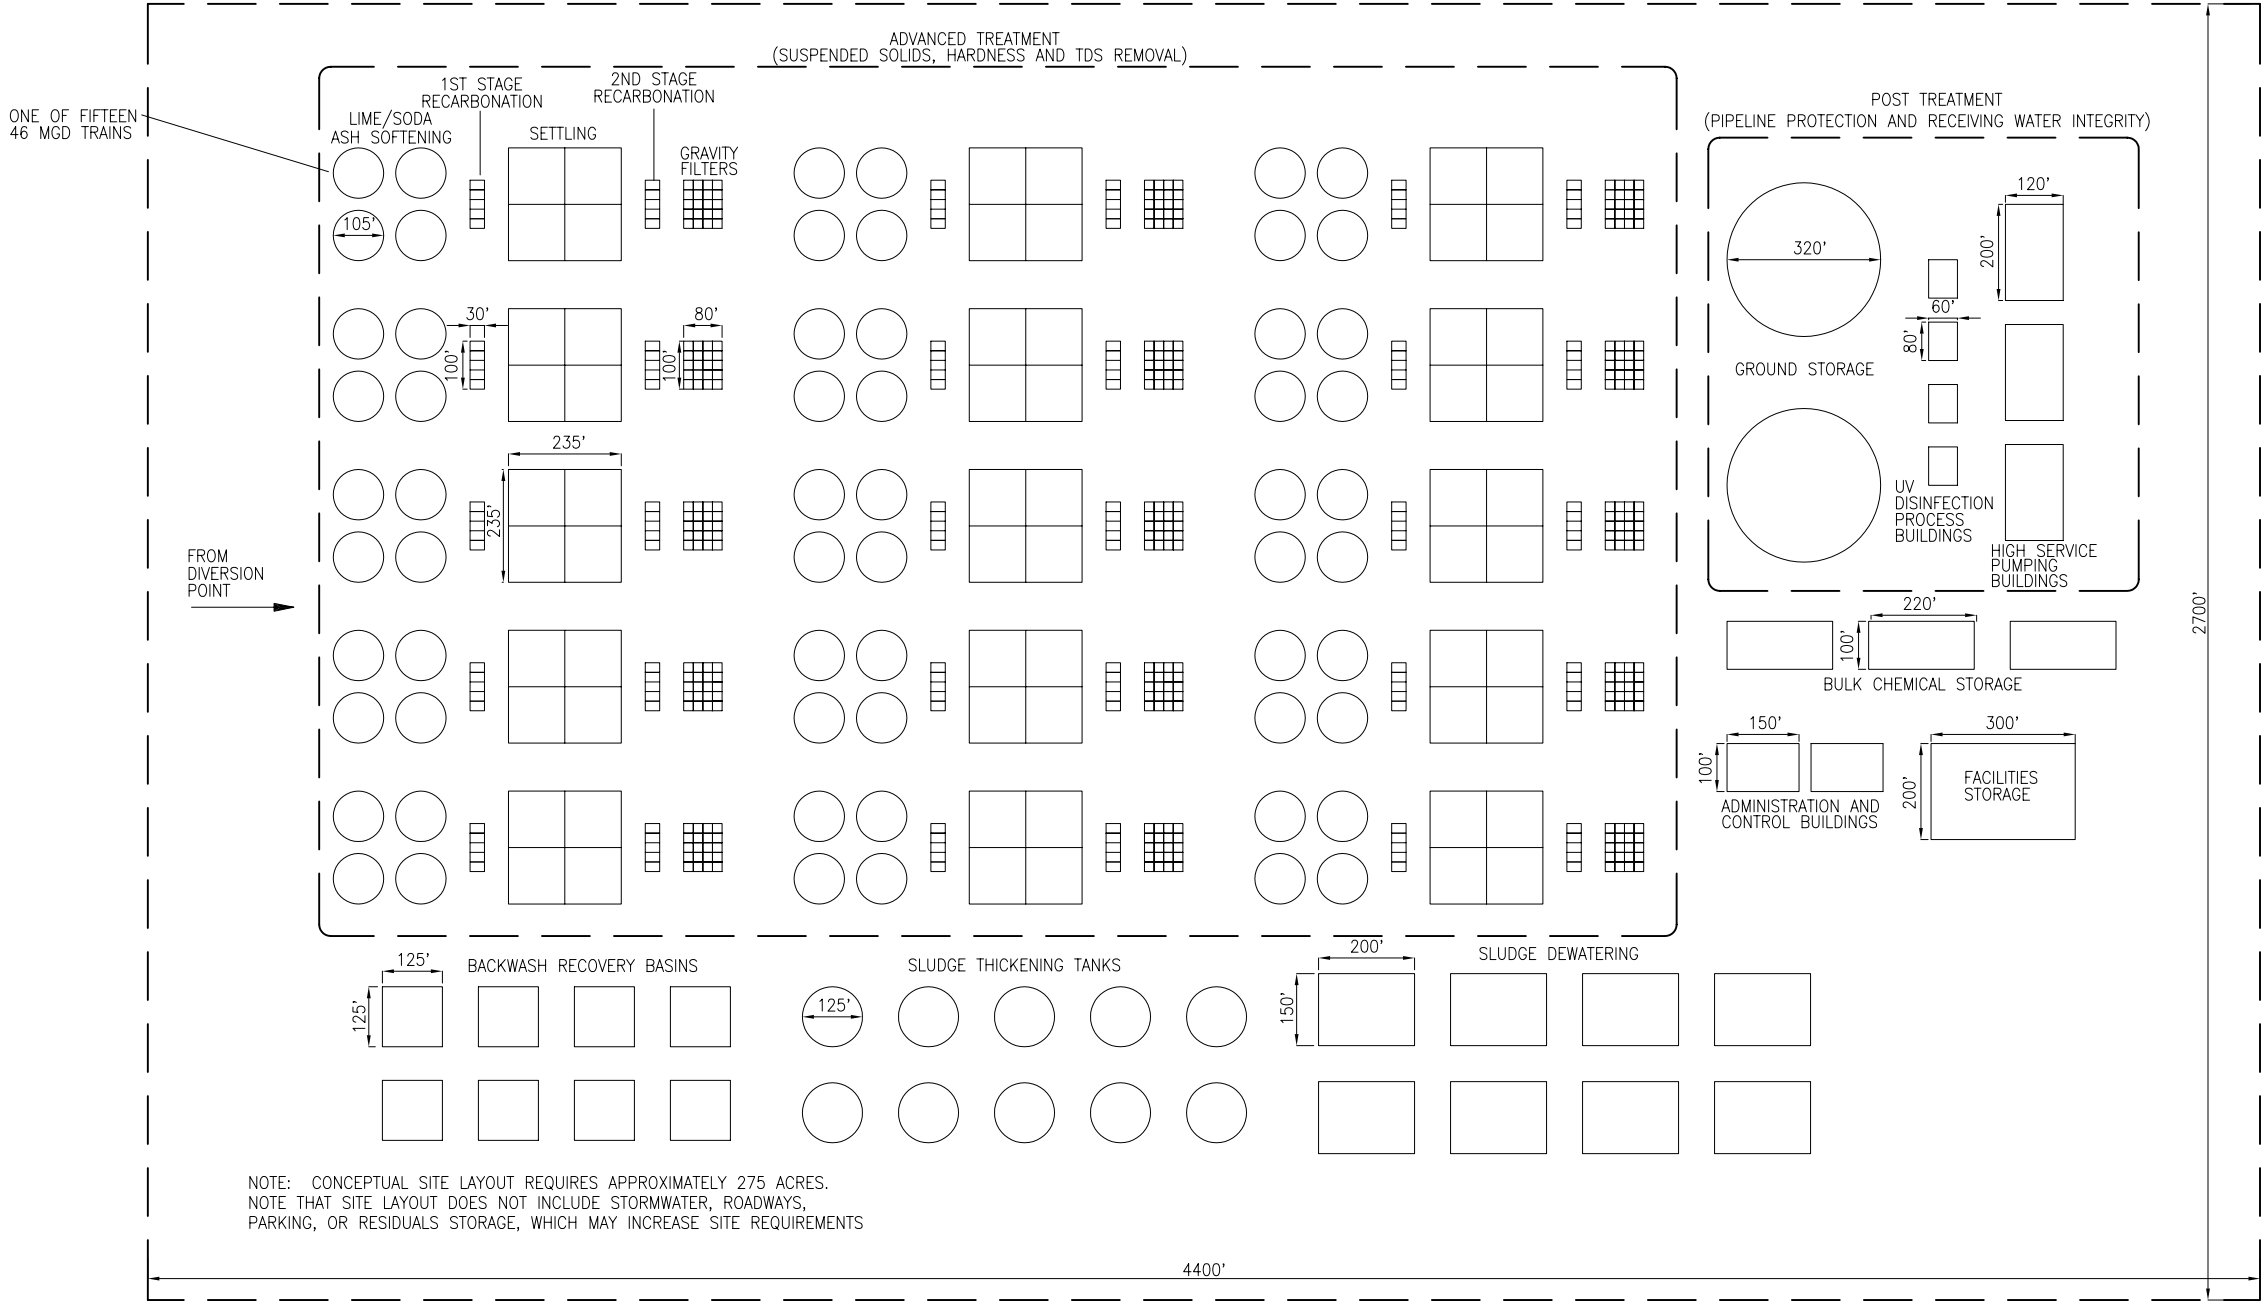 ADVANCED TREATMENT
(SUSPENDED SOLIDS, HARDNESS AND TDS REMOVAL)
ONE OF FIFTEEN
46 MGD TRAINS
LIME/SODA
ASH SOFTENING
1ST STAGE
RECARBONATION
SETTLING
2ND STAGE
RECARBONATION
GRAVITY
FILTERS
105'
30'
100'
80'
100'
235'
235'
FROM
DIVERSION
POINT
POST TREATMENT
(PIPELINE PROTECTION AND RECEIVING WATER INTEGRITY)
120'
200'
320'
60'
80'
GROUND STORAGE
UV
DISINFECTION
PROCESS
BUILDINGS
HIGH SERVICE
PUMPING
BUILDINGS
2700'
220'
100'
BULK CHEMICAL STORAGE
150'
100'
ADMINISTRATION AND
CONTROL BUILDINGS
300'
200'
FACILITIES
STORAGE
125'
125'
BACKWASH RECOVERY BASINS
SLUDGE THICKENING TANKS
125'
200'
150'
SLUDGE DEWATERING
NOTE: CONCEPTUAL SITE LAYOUT REQUIRES APPROXIMATELY 275 ACRES.
NOTE THAT SITE LAYOUT DOES NOT INCLUDE STORMWATER, ROADWAYS,
PARKING, OR RESIDUALS STORAGE, WHICH MAY INCREASE SITE REQUIREMENTS
4400'